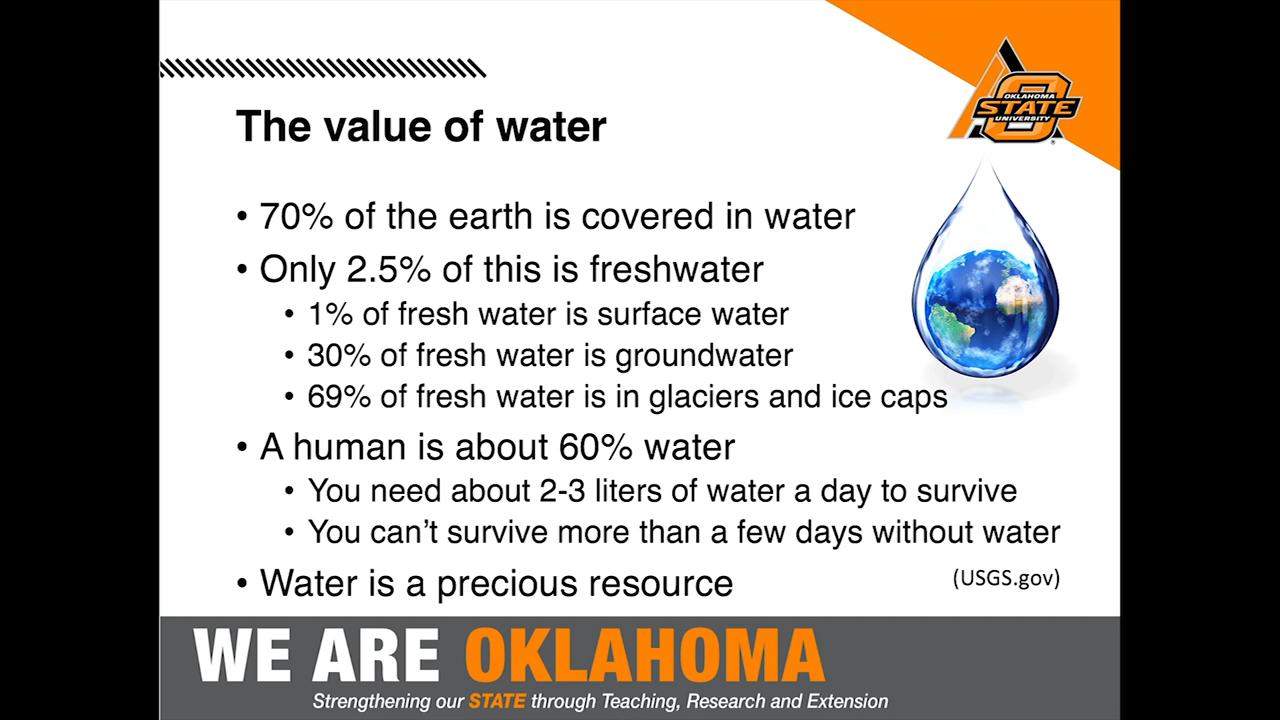 OKLAHOMA
STATE
UNIVERSITY
The value of water
• 70% of the earth is covered in water
• Only 2.5% of this is freshwater
• 1% of fresh water is surface water
• 30% of fresh water is groundwater
• 69% of fresh water is in glaciers and ice caps
• A human is about 60% water
• You need about 2-3 liters of water a day to survive
• You can’t survive more than a few days without water
• Water is a precious resource
(USGS.gov)
WE ARE OKLAHOMA
Strengthening our STATE through Teaching, Research and Extension